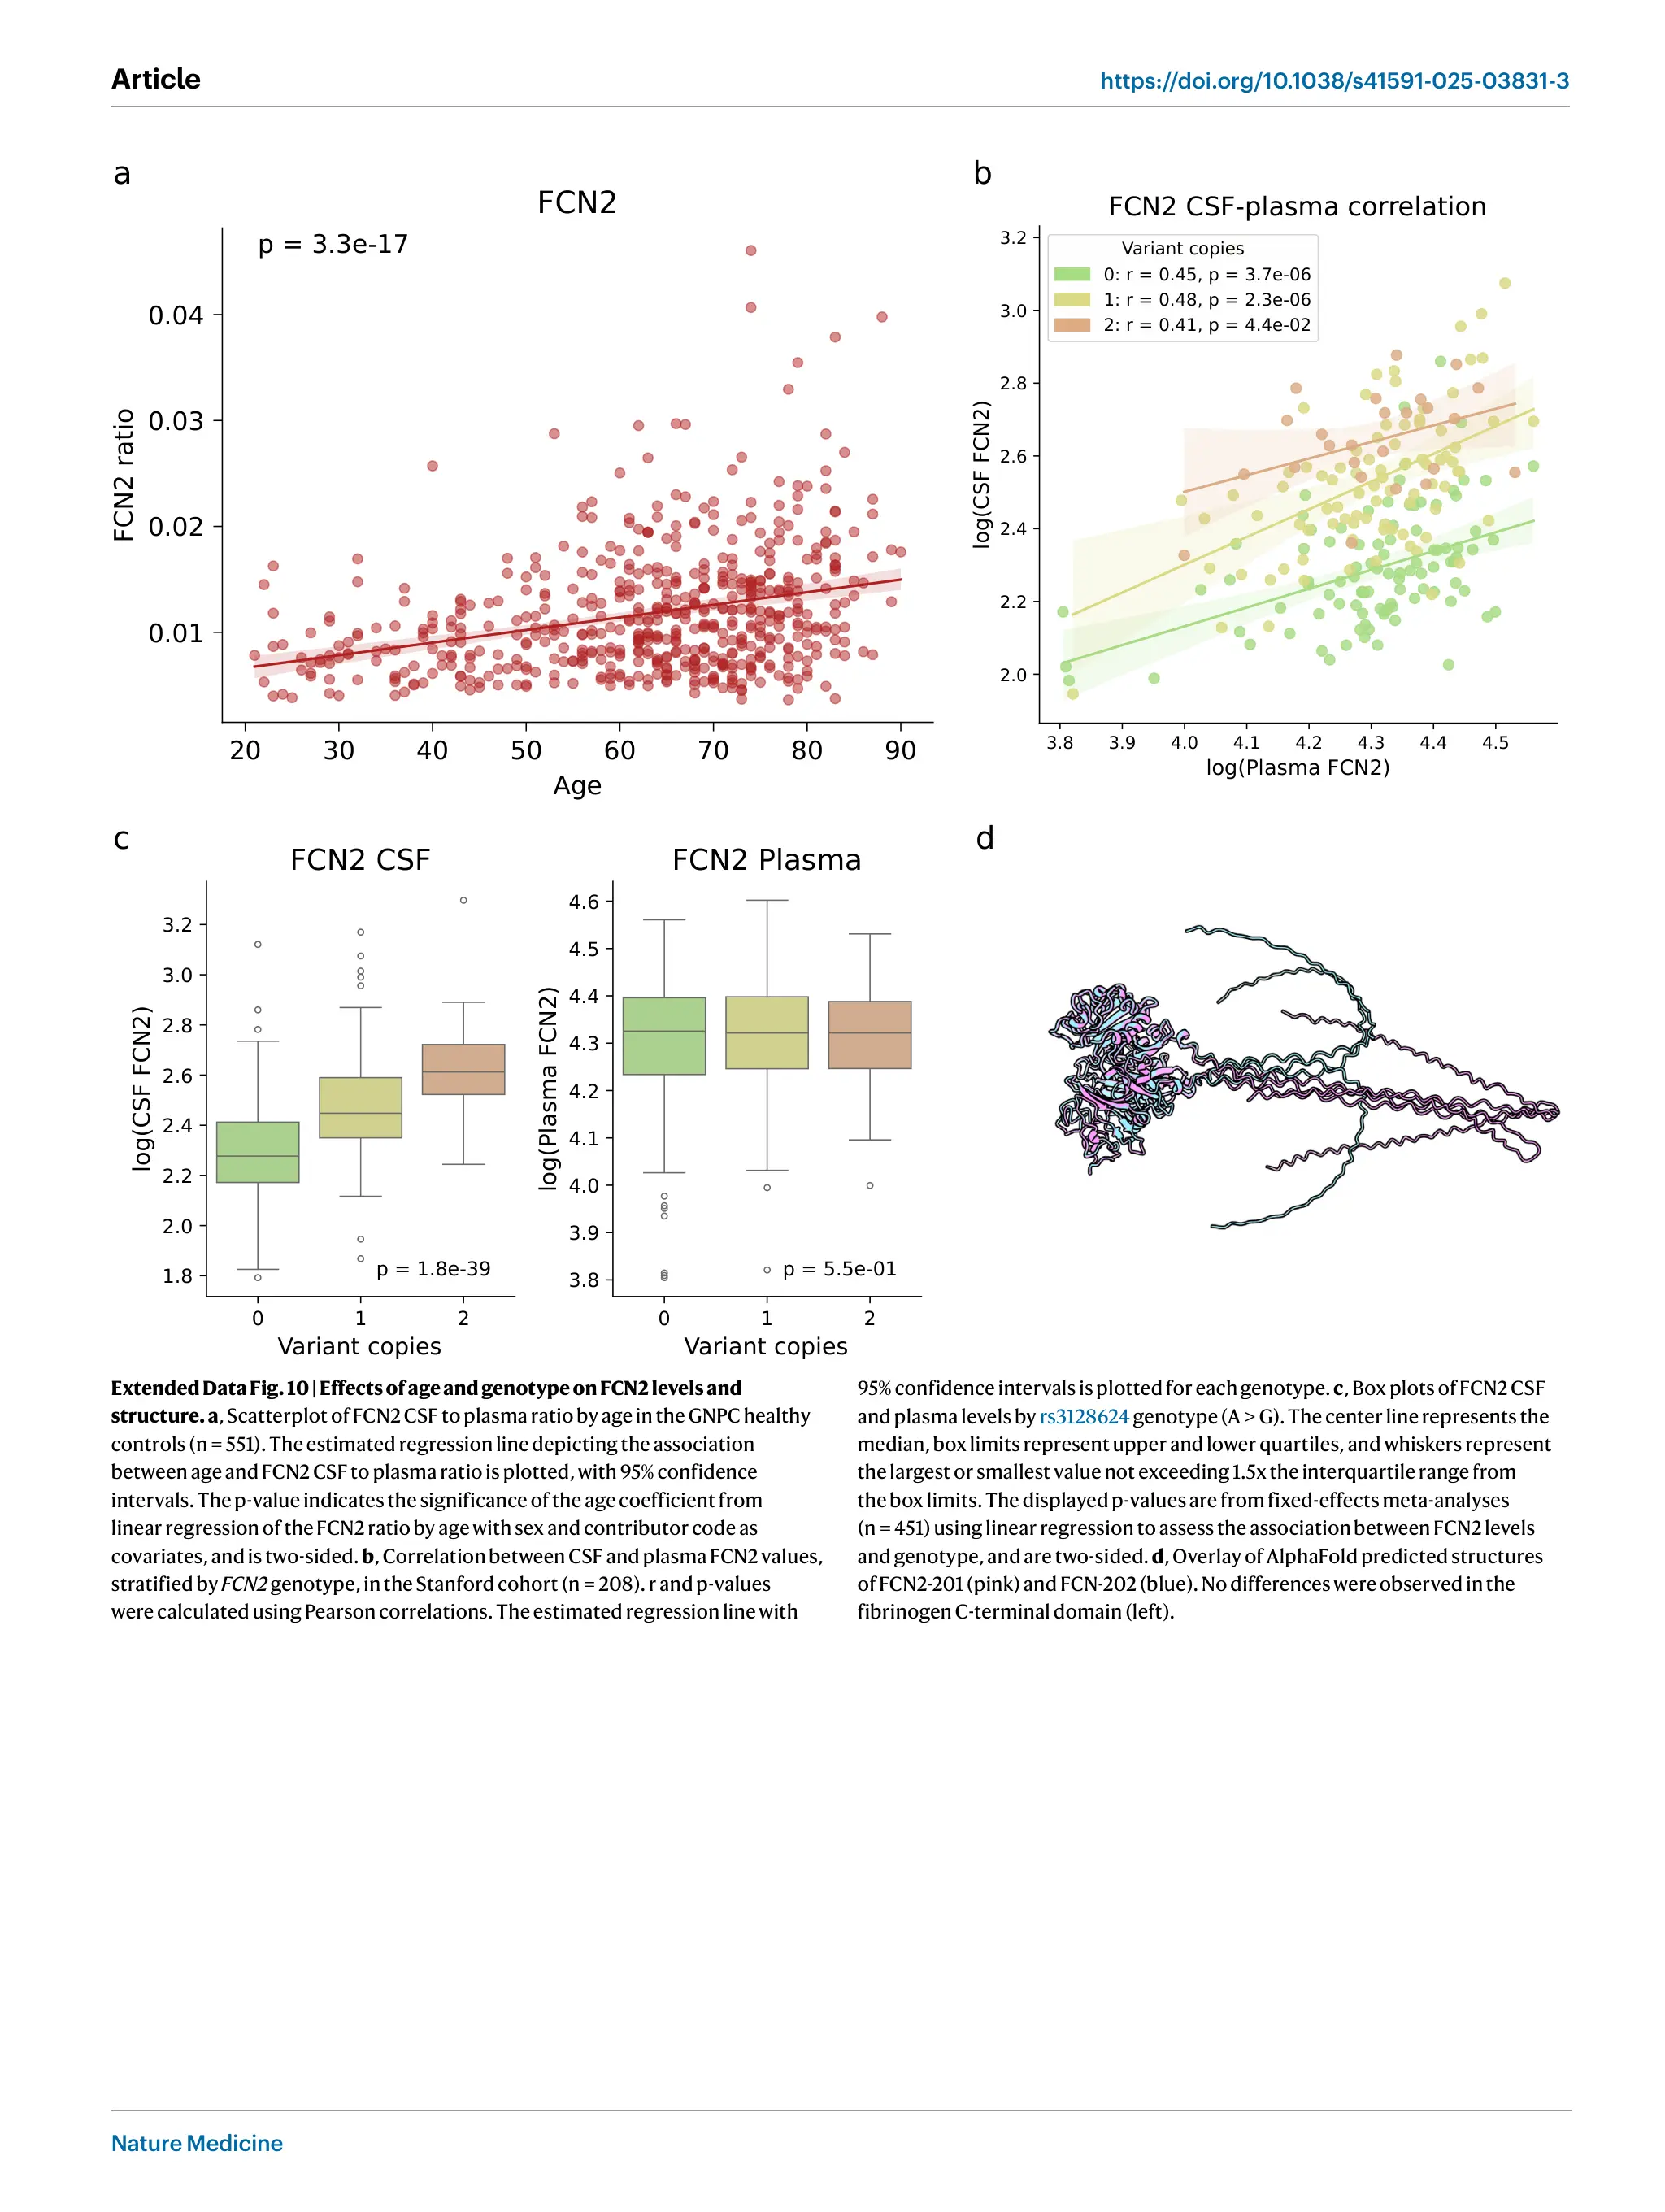 Article
https://doi.org/10.1038/s41591-025-03831-3
a
FCN2
p = 3.3e-17
0.04
0.03
0.02
0.01
FCN2 ratio
20 30 40 50 60 70 80 90
Age
b
FCN2 CSF-plasma correlation
Variant copies
0: r = 0.45, p = 3.7e-06
1: r = 0.48, p = 2.3e-06
2: r = 0.41, p = 4.4e-02
3.2
3.0
2.8
2.6
2.4
2.2
2.0
log(CSF FCN2)
3.8 3.9 4.0 4.1 4.2 4.3 4.4 4.5
log(Plasma FCN2)
c
FCN2 CSF
3.2
3.0
2.8
2.6
2.4
2.2
2.0
1.8
log(CSF FCN2)
p = 1.8e-39
0 1 2
Variant copies
FCN2 Plasma
4.6
4.5
4.4
4.3
4.2
4.1
4.0
3.9
3.8
log(Plasma FCN2)
p = 5.5e-01
0 1 2
Variant copies
d
Extended Data Fig. 10 | Effects of age and genotype on FCN2 levels and
structure. a, Scatterplot of FCN2 CSF to plasma ratio by age in the GNPC healthy
controls (n = 551). The estimated regression line depicting the association
between age and FCN2 CSF to plasma ratio is plotted, with 95% confidence
intervals. The p-value indicates the significance of the age coefficient from
linear regression of the FCN2 ratio by age with sex and contributor code as
covariates, and is two-sided. b, Correlation between CSF and plasma FCN2 values,
stratified by FCN2 genotype, in the Stanford cohort (n = 208). r and p-values
were calculated using Pearson correlations. The estimated regression line with
95% confidence intervals is plotted for each genotype. c, Box plots of FCN2 CSF
and plasma levels by rs3128624 genotype (A > G). The center line represents the
median, box limits represent upper and lower quartiles, and whiskers represent
the largest or smallest value not exceeding 1.5x the interquartile range from
the box limits. The displayed p-values are from fixed-effects meta-analyses
(n = 451) using linear regression to assess the association between FCN2 levels
and genotype, and are two-sided. d, Overlay of AlphaFold predicted structures
of FCN2-201 (pink) and FCN-202 (blue). No differences were observed in the
fibrinogen C-terminal domain (left).
Nature Medicine